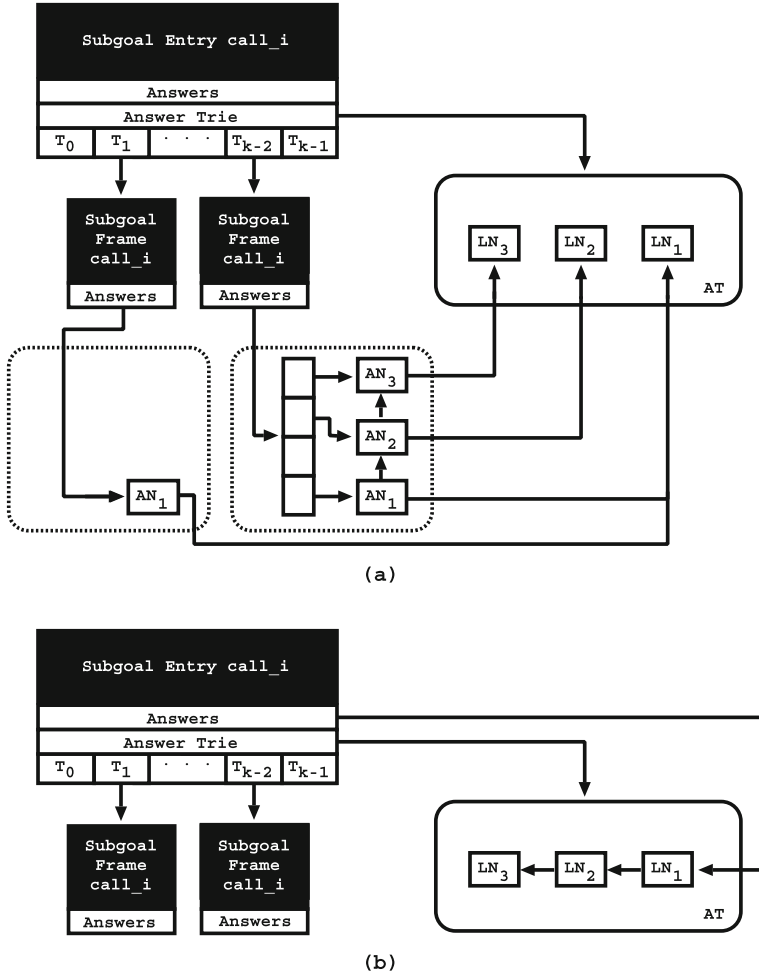 Subgoal Entry call_i
Answers
Answer Trie
T0 T1 . . . Tk-2 Tk-1
Subgoal Frame call_i
Answers
Subgoal Frame call_i
Answers
LN3 LN2 LN1
AT
AN3
AN2
AN1
AN1
(a)
Subgoal Entry call_i
Answers
Answer Trie
T0 T1 . . . Tk-2 Tk-1
Subgoal Frame call_i
Answers
Subgoal Frame call_i
Answers
LN3 LN2 LN1
AT
(b)